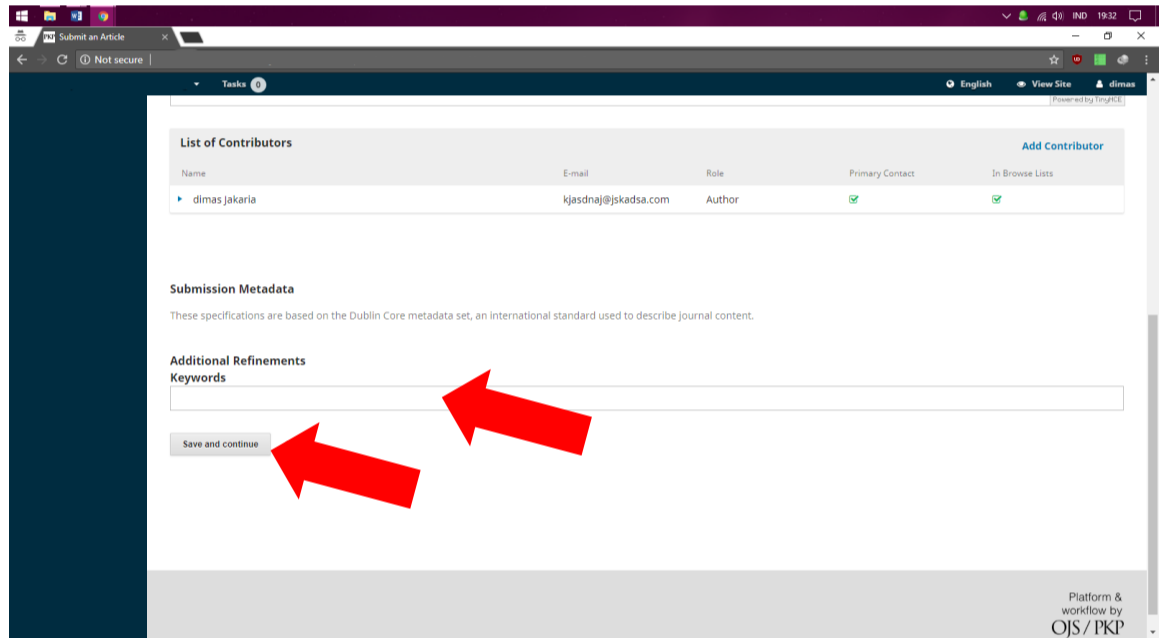 IND 19:32
PKP Submit an Article
Not secure
Tasks 0 English View Site dimas
Powered by TinyMCE
List of Contributors Add Contributor
Name E-mail Role Primary Contact In Browse Lists
dimas Jakaria kjasdnaj@jskadsa.com Author
Submission Metadata
These specifications are based on the Dublin Core metadata set, an international standard used to describe journal content.
Additional Refinements
Keywords
Save and continue
Platform &
workflow by
OJS / PKP